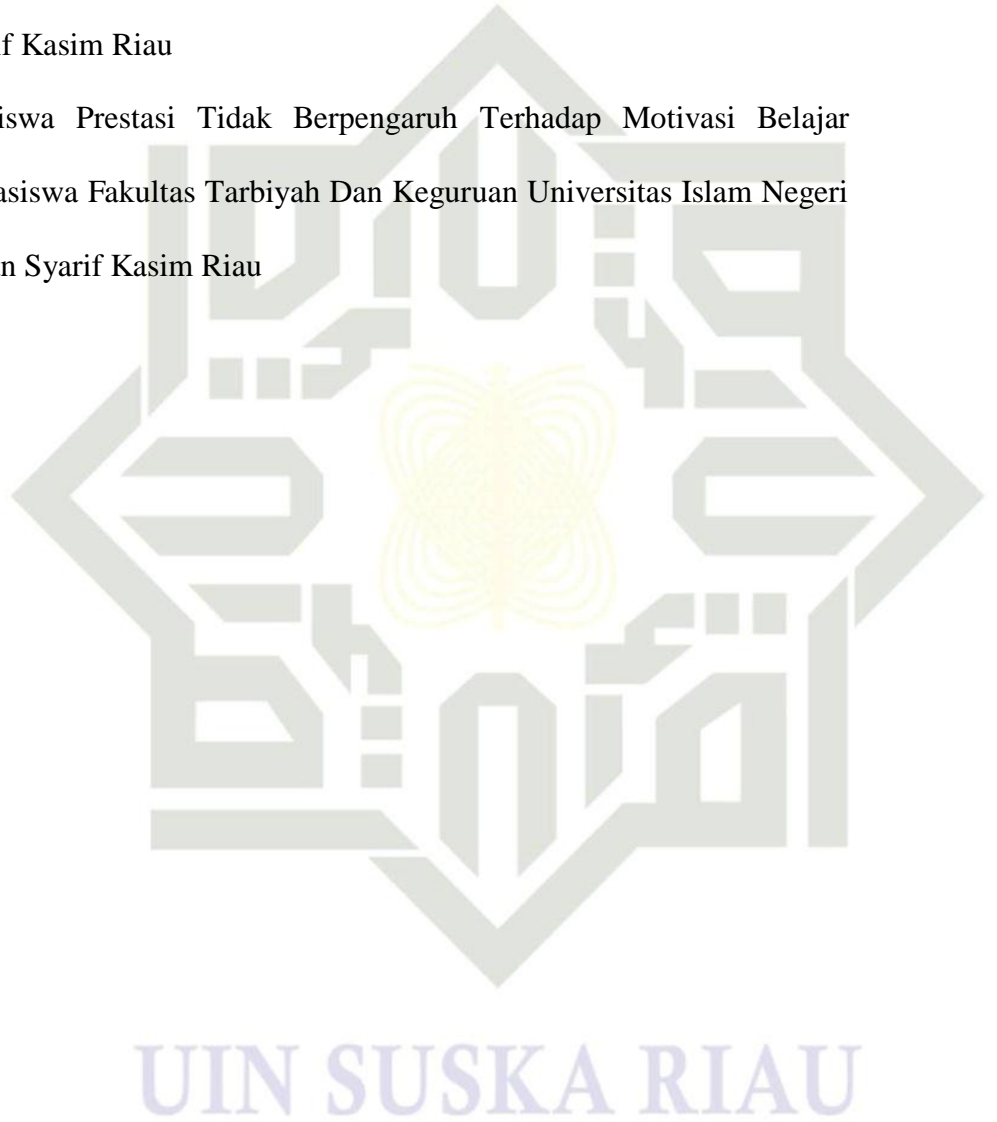 if Kasim Riau
iswa Prestasi Tidak Berpengaruh Terhadap Motivasi Belajar
asiswa Fakultas Tarbiyah Dan Keguruan Universitas Islam Negeri
n Syarif Kasim Riau
UIN SUSKA RIAU